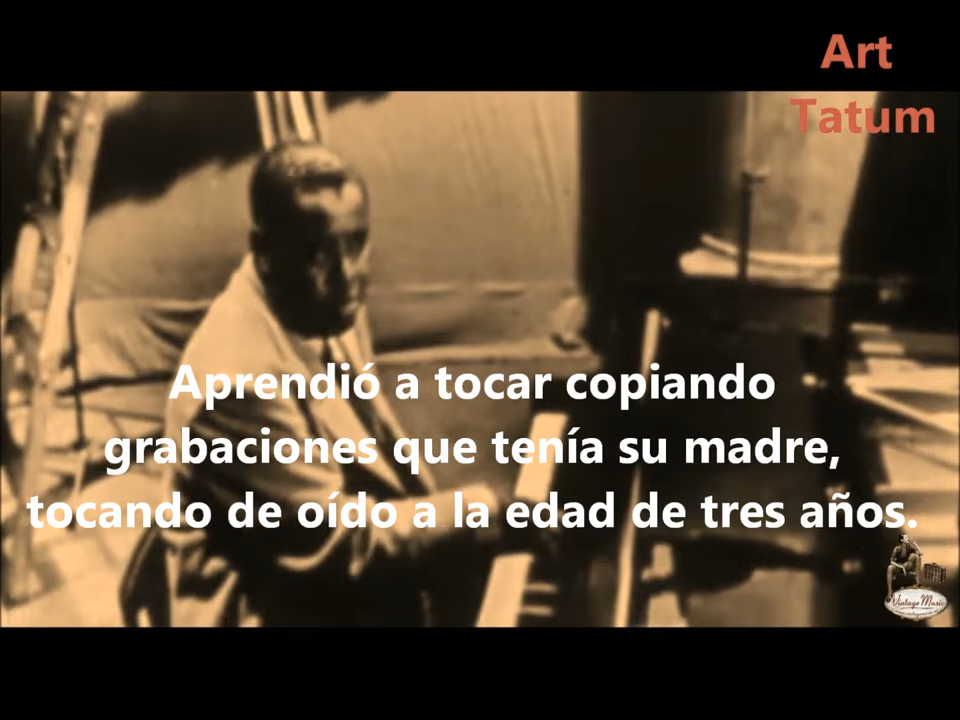 Art
Tatum
Aprendió a tocar copiando
grabaciones que tenía su madre,
tocando de oído a la edad de tres años.
Vintage Music